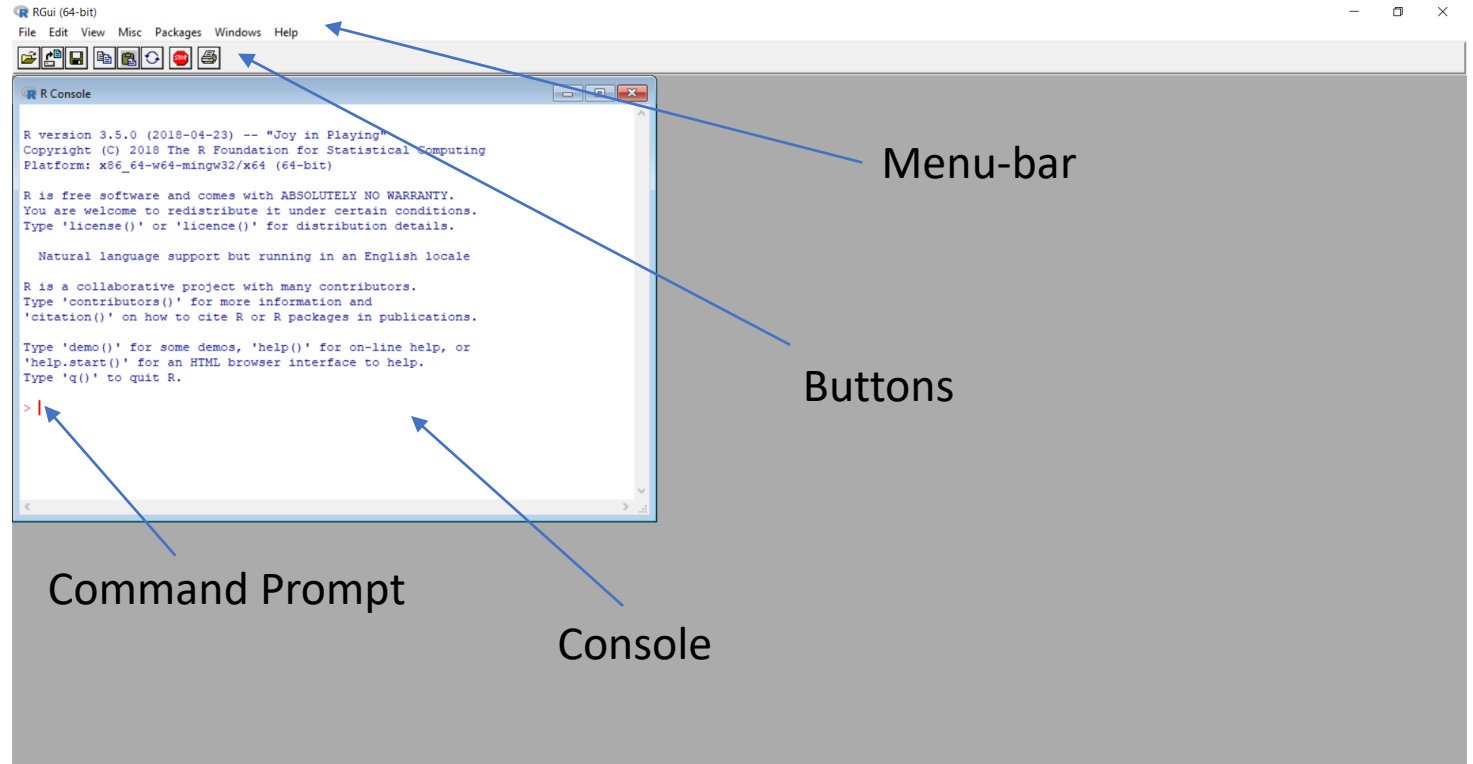 RGui (64-bit)
File Edit View Misc Packages Windows Help
STOP
R Console
R version 3.5.0 (2018-04-23) -- "Joy in Playing"
Copyright (C) 2018 The R Foundation for Statistical Computing
Platform: x86_64-w64-mingw32/x64 (64-bit)
R is free software and comes with ABSOLUTELY NO WARRANTY.
You are welcome to redistribute it under certain conditions.
Type 'license()' or 'licence()' for distribution details.
Natural language support but running in an English locale
R is a collaborative project with many contributors.
Type 'contributors()' for more information and
'citation()' on how to cite R or R packages in publications.
Type 'demo()' for some demos, 'help()' for on-line help, or
'help.start()' for an HTML browser interface to help.
Type 'q()' to quit R.
>
Menu-bar
Buttons
Command Prompt
Console